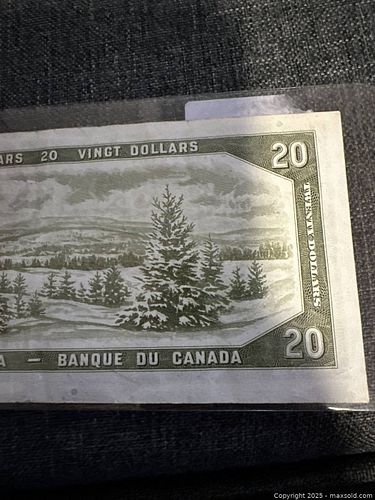 ARS 20 VINGT DOLLARS
20
TWENTY DOLLARS
A — BANQUE DU CANADA
20
Copyright 2025 - maxsold.com